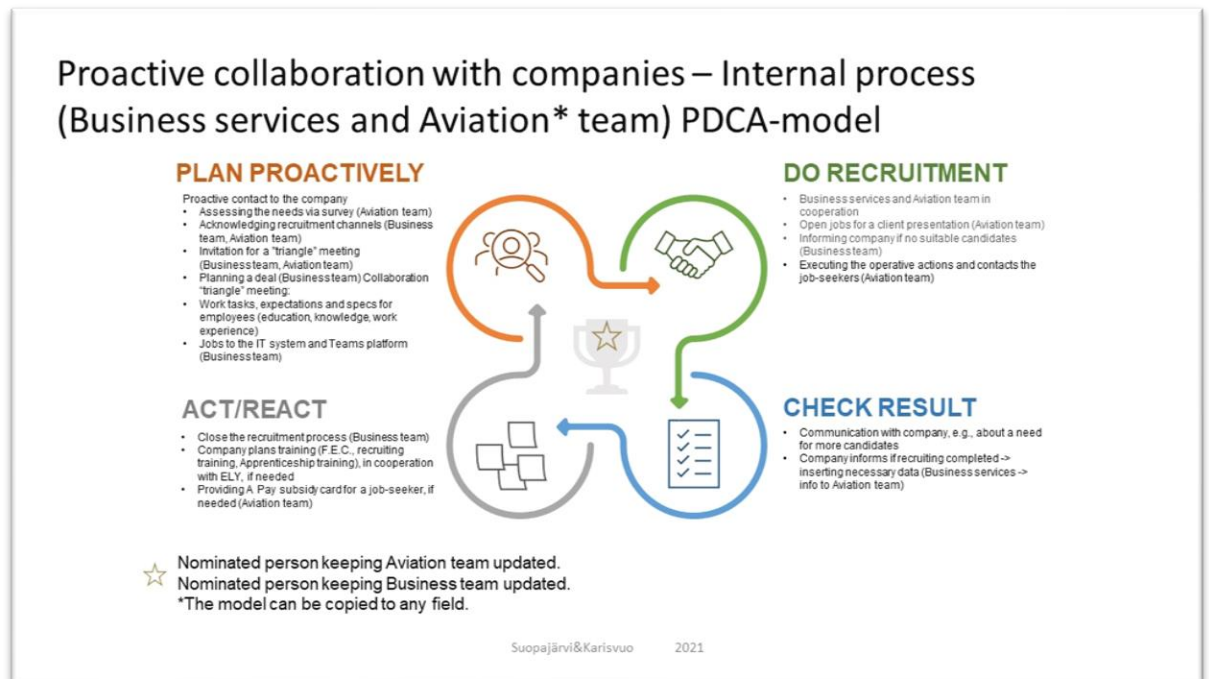 Proactive collaboration with companies – Internal process
(Business services and Aviation* team) PDCA-model
PLAN PROACTIVELY
Proactive contact to the company
• Assessing the needs via survey (Aviation team)
• Acknowledging recruitment channels (Business
team, Aviation team)
• Invitation for a "triangle" meeting
(Business team, Aviation team)
• Planning a deal (Business team) Collaboration
"triangle" meeting:
• Work tasks, expectations and specs for
employees (education, knowledge, work
experience)
• Jobs to the IT system and Teams platform
(Business team)
DO RECRUITMENT
• Business services and Aviation team in
cooperation
• Open jobs for a client presentation (Aviation team)
• Informing company if no suitable candidates
(Business team)
• Executing the operative actions and contacts the
job-seekers (Aviation team)
ACT/REACT
• Close the recruitment process (Business team)
• Company plans training (F.E.C., recruiting
training, Apprenticeship training), in cooperation
with ELY, if needed
• Providing A Pay subsidy card for a job-seeker, if
needed (Aviation team)
CHECK RESULT
• Communication with company, e.g., about a need
for more candidates
• Company informs if recruiting completed ->
inserting necessary data (Business services ->
info to Aviation team)
Nominated person keeping Aviation team updated.
Nominated person keeping Business team updated.
*The model can be copied to any field.
Suopajärvi&Karisvuo 2021